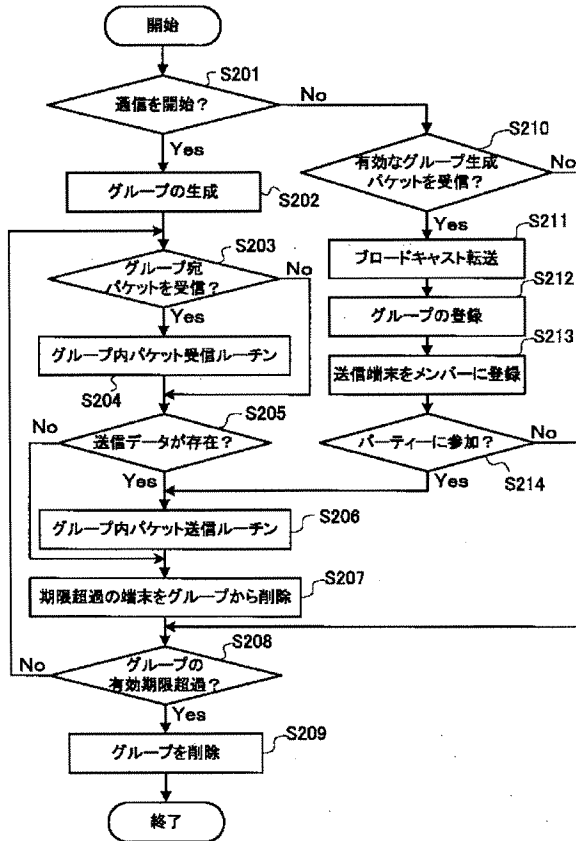 開始
S201
通信を開始？
No
Yes
S210
有効なグループ生成
パケットを受信？
No
Yes
グループの生成
S202
S211
ブロードキャスト転送
S203
グループ宛
パケットを受信？
No
Yes
S212
グループの登録
S213
グループ内パケット受信ルーチン
S204
送信端末をメンバーに登録
S205
No
送信データが存在？
Yes
パーティーに参加？
No
Yes
S214
グループ内パケット送信ルーチン
S206
S207
期限超過の端末をグループから削除
S208
No
グループの
有効期限超過？
Yes
S209
グループを削除
終了